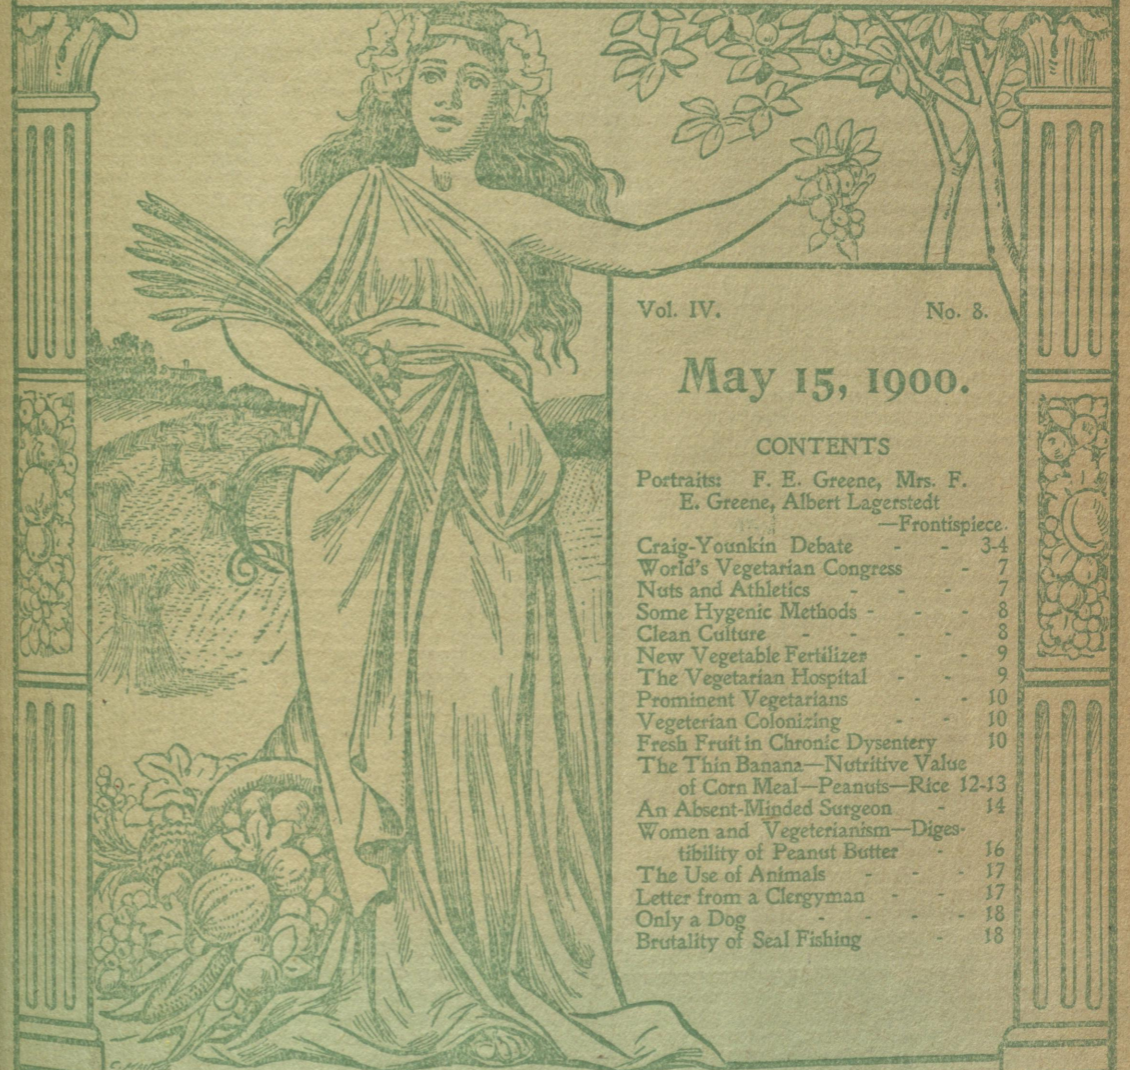 Vol. IV. No. 8.
May 15, 1900.
CONTENTS
Portraits: F. E. Greene, Mrs. F.
E. Greene, Albert Lagerstedt
—Frontispiece.
Craig-Younkin Debate - - 3-4
World's Vegetarian Congress - 7
Nuts and Athletics - - - 7
Some Hygenic Methods - - - 8
Clean Culture - - - - 8
New Vegetable Fertilizer - - 9
The Vegetarian Hospital - - 9
Prominent Vegetarians - - 10
Vegeterian Colonizing - - 10
Fresh Fruit in Chronic Dysentery 10
The Thin Banana—Nutritive Value
of Corn Meal—Peanuts—Rice 12-13
An Absent-Minded Surgeon - 14
Women and Vegeterianism—Diges-
tibility of Peanut Butter - 16
The Use of Animals - - - 17
Letter from a Clergyman - - 17
Only a Dog - - - - 18
Brutality of Seal Fishing - 18